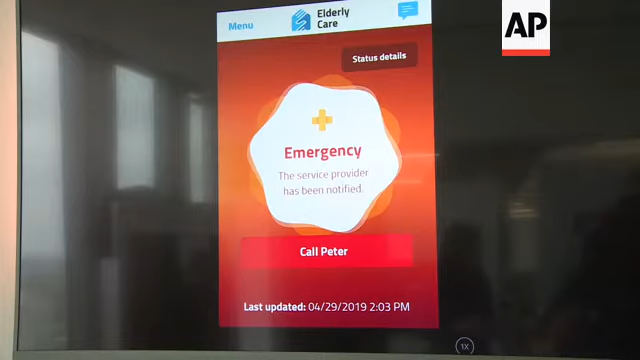 Menu
Elderly
Care
Status details
Emergency
The service provider
has been notified.
Call Peter
Last updated: 04/29/2019 2:03 PM
1X
AP